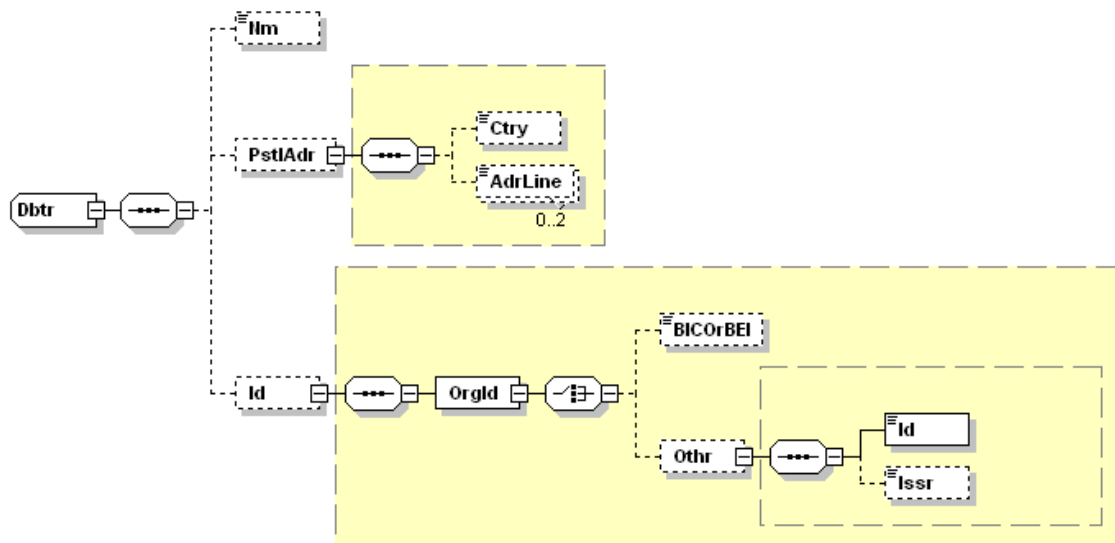 Nm
Ctry
PstlAdr
AdrLine
0..2
Dbtr
BICOrBEI
Id
OrgId
Id
Othr
Issr